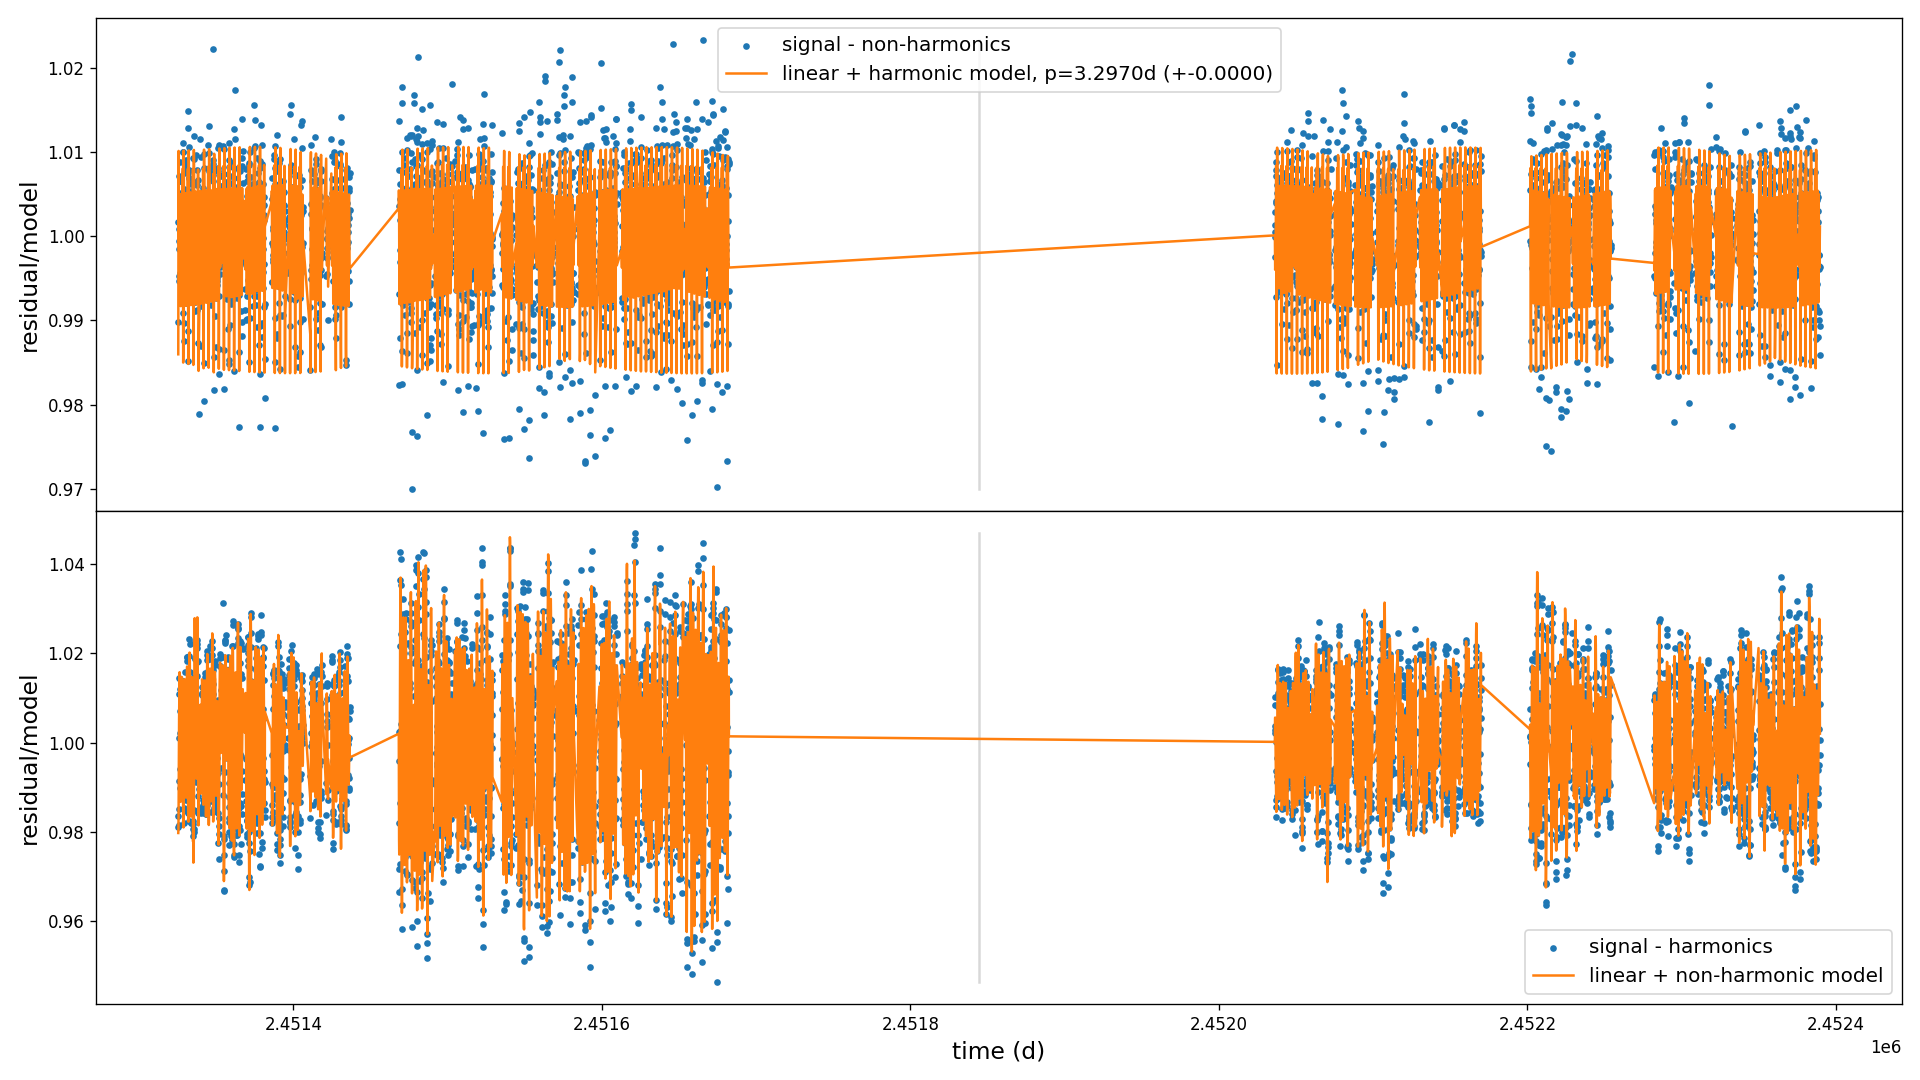 signal - non-harmonics
linear + harmonic model, p=3.2970d (+-0.0000)
1.02
1.01
1.00
0.99
0.98
0.97
residual/model
1.04
1.02
1.00
0.98
0.96
residual/model
signal - harmonics
linear + non-harmonic model
2.4514 2.4516 2.4518 2.4520 2.4522 2.4524
time (d)
1e6